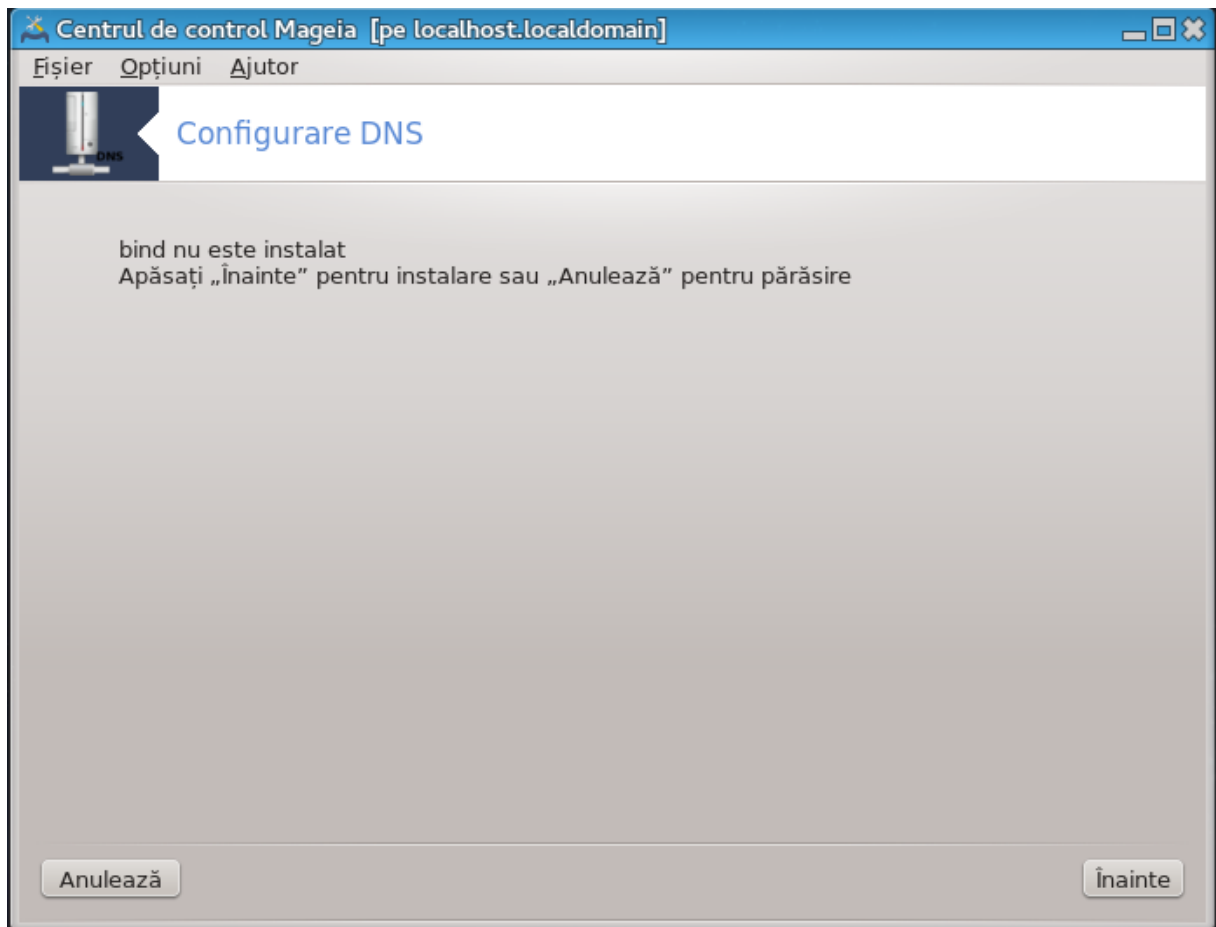 Centrul de control Mageia [pe localhost.localdomain]
Fișier Opțiuni Ajutor
DNS
Configurare DNS
bind nu este instalat
Apăsați „Înainte” pentru instalare sau „Anulează” pentru părăsire
Anulează
Înainte